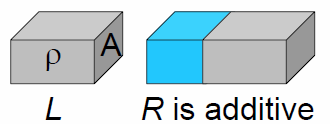 ρ A
L R is additive